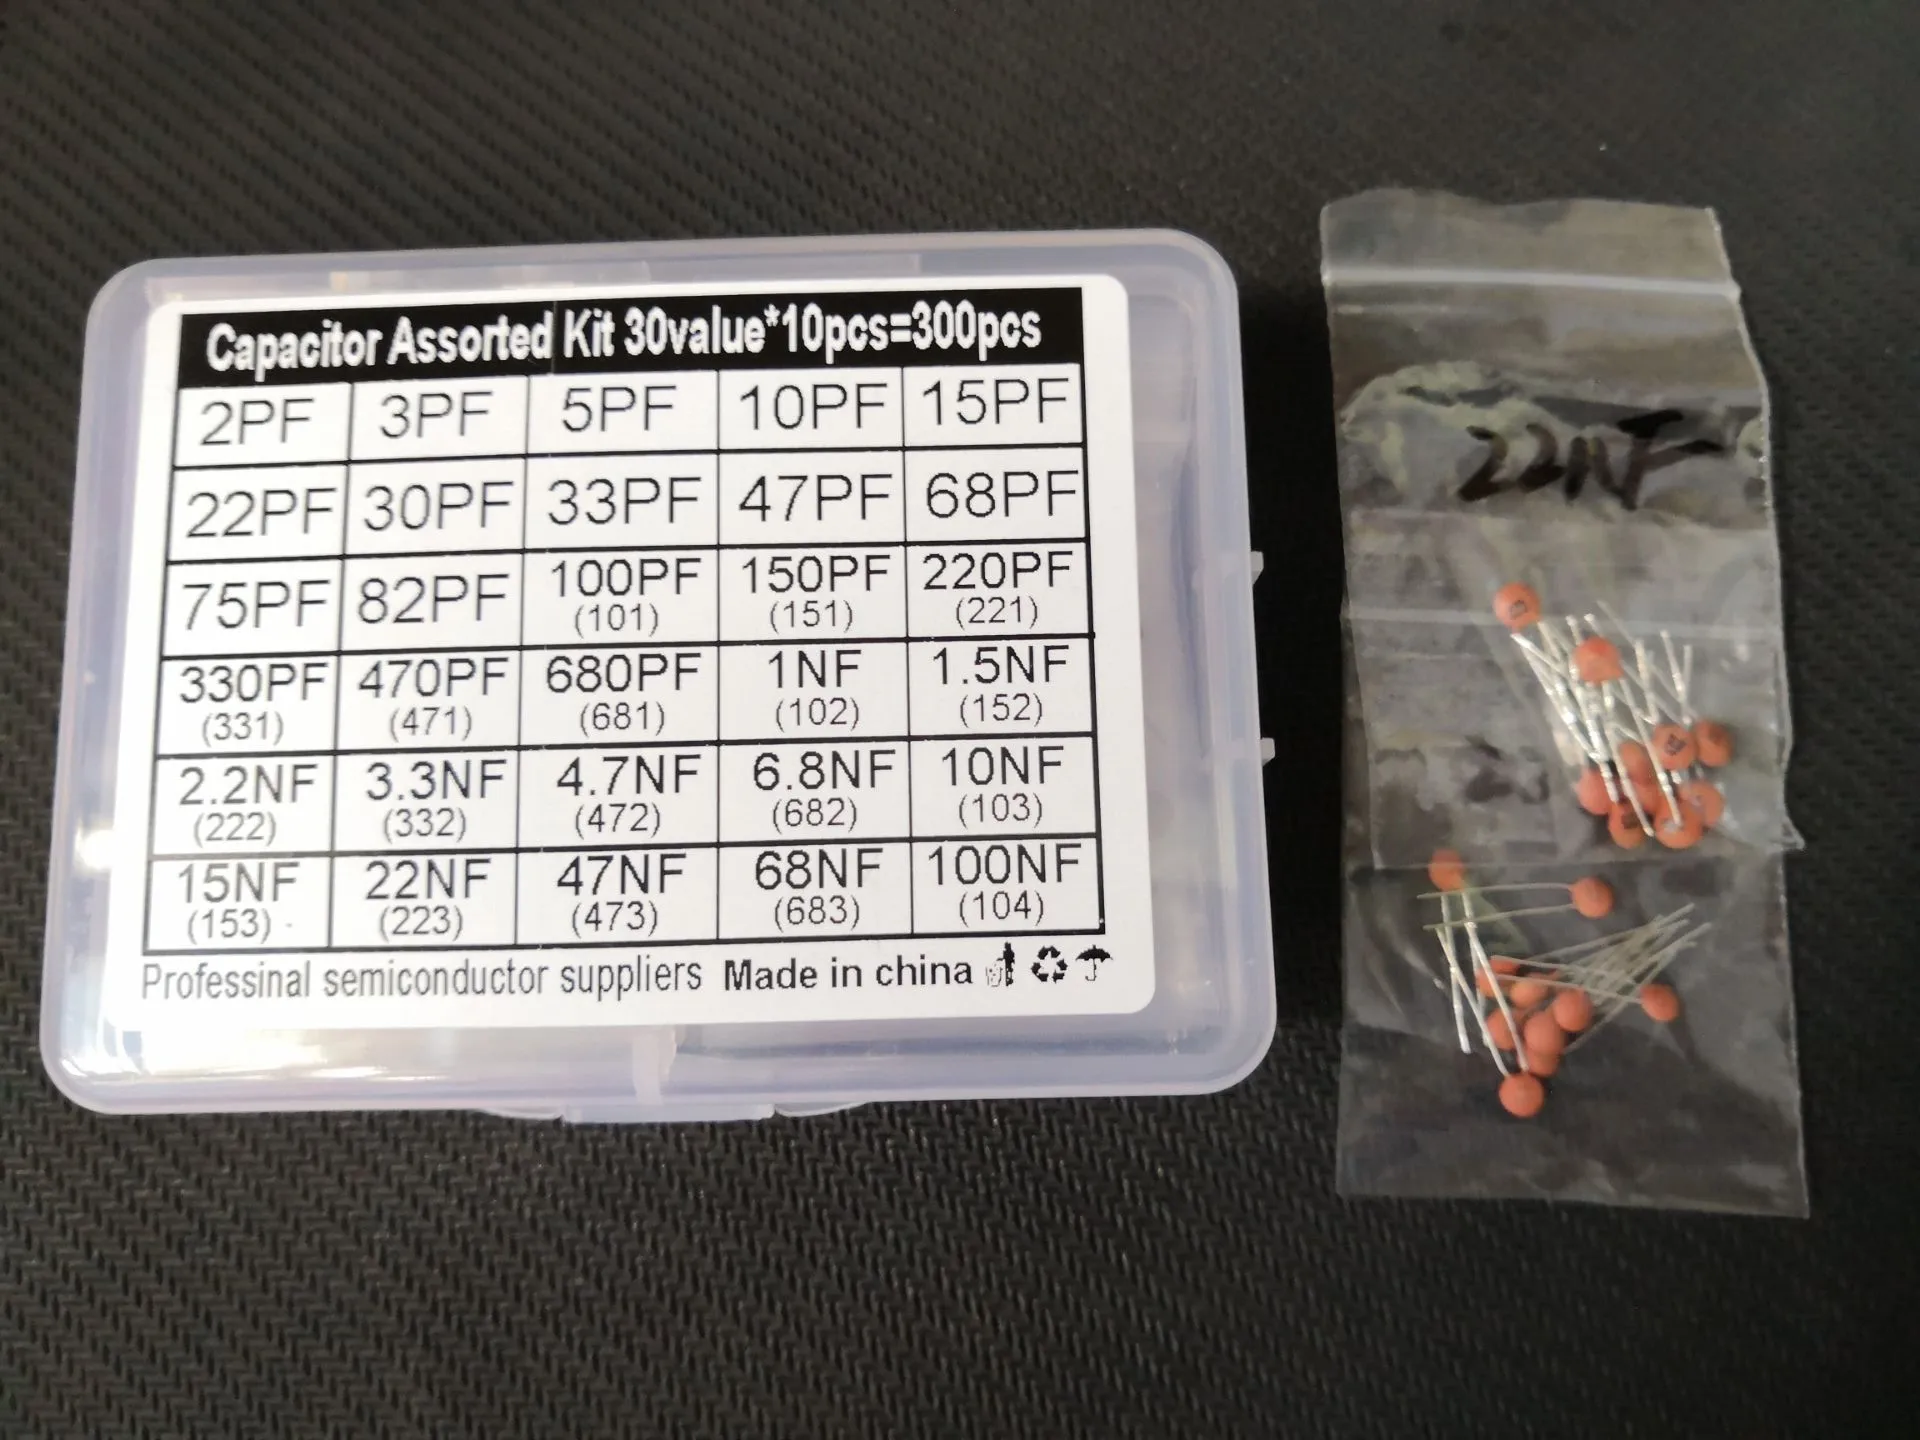 Capacitor Assorted Kit 30value*10pcs=300pcs
2PF 3PF 5PF 10PF 15PF
22PF 30PF 33PF 47PF 68PF
75PF 82PF 100PF 150PF 220PF
(101) (151) (221)
330PF 470PF 680PF 1NF 1.5NF
(331) (471) (681) (102) (152)
2.2NF 3.3NF 4.7NF 6.8NF 10NF
(222) (332) (472) (682) (103)
15NF 22NF 47NF 68NF 100NF
(153) (223) (473) (683) (104)
Professinal semiconductor suppliers Made in china
22NF